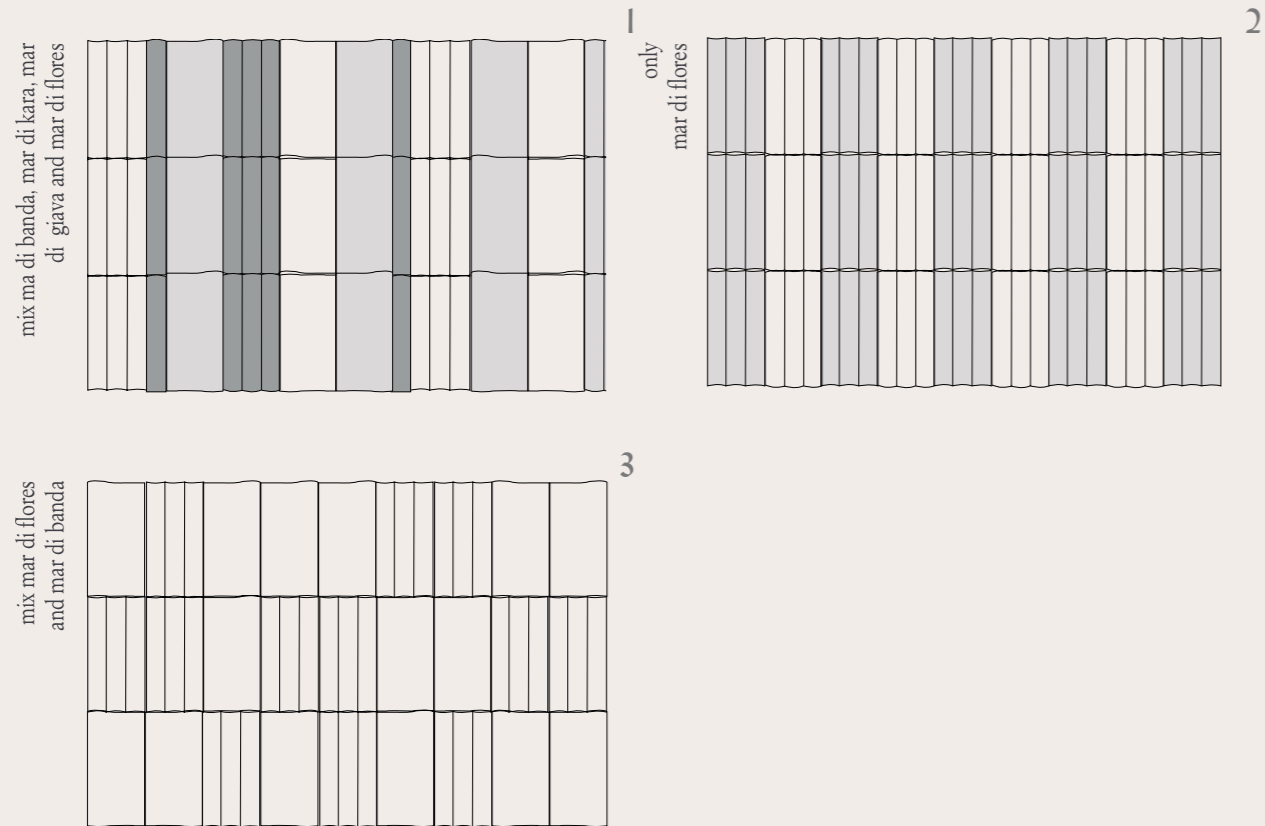 1
mix ma di banda, mar di kara, mar
di giava and mar di flores
2
only
mar di flores
3
mix mar di flores
and mar di banda